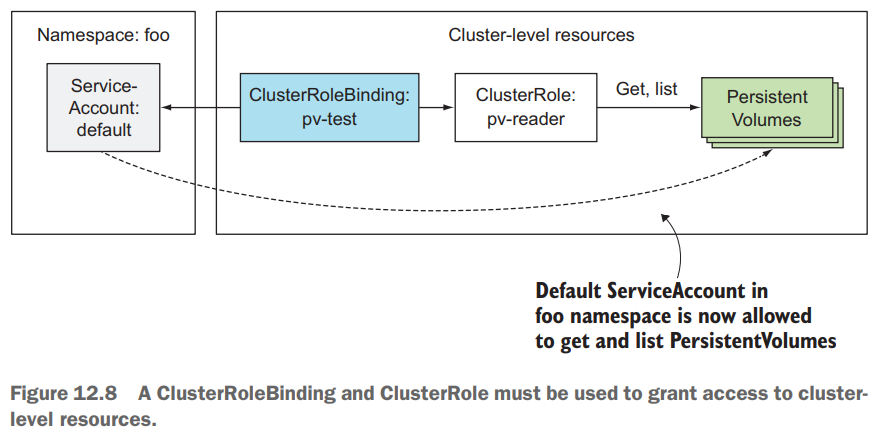 Namespace: foo
Cluster-level resources
Service-
Account:
default
ClusterRoleBinding:
pv-test
ClusterRole:
pv-reader
Get, list
Persistent
Volumes
Default ServiceAccount in
foo namespace is now allowed
to get and list PersistentVolumes
Figure 12.8 A ClusterRoleBinding and ClusterRole must be used to grant access to cluster-
level resources.